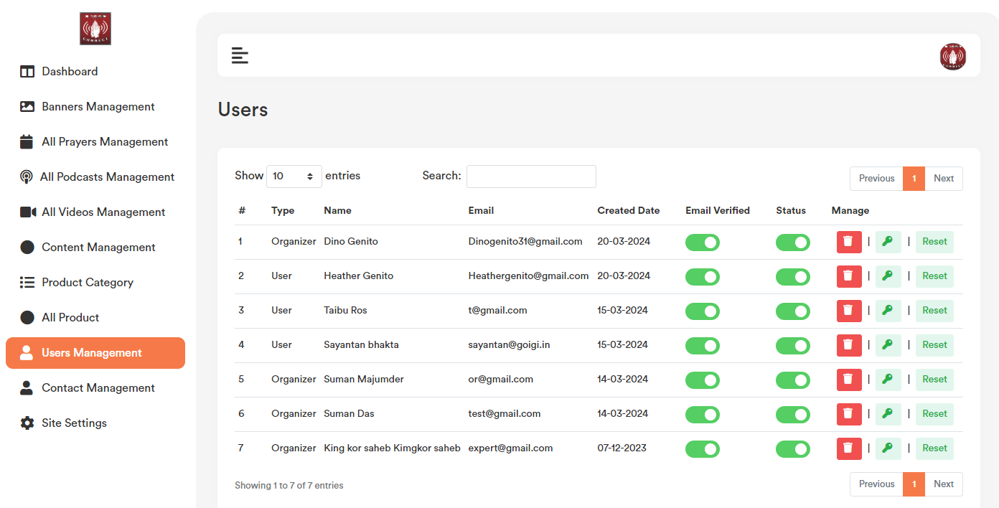 CONNECT
Dashboard
Banners Management
All Prayers Management
All Podcasts Management
All Videos Management
Content Management
Product Category
All Product
Users Management
Contact Management
Site Settings
CONNECT
Users
Show 10 entries Search: Previous 1 Next
# Type Name Email Created Date Email Verified Status Manage
1 Organizer Dino Genito Dinogenito31@gmail.com 20-03-2024 | | Reset
2 User Heather Genito Heathergenito@gmail.com 20-03-2024 | | Reset
3 User Taibu Ros t@gmail.com 15-03-2024 | | Reset
4 User Sayantan bhakta sayantan@goigi.in 15-03-2024 | | Reset
5 Organizer Suman Majumder or@gmail.com 14-03-2024 | | Reset
6 Organizer Suman Das test@gmail.com 14-03-2024 | | Reset
7 Organizer King kor saheb Kimgkor saheb expert@gmail.com 07-12-2023 | | Reset
Showing 1 to 7 of 7 entries Previous 1 Next